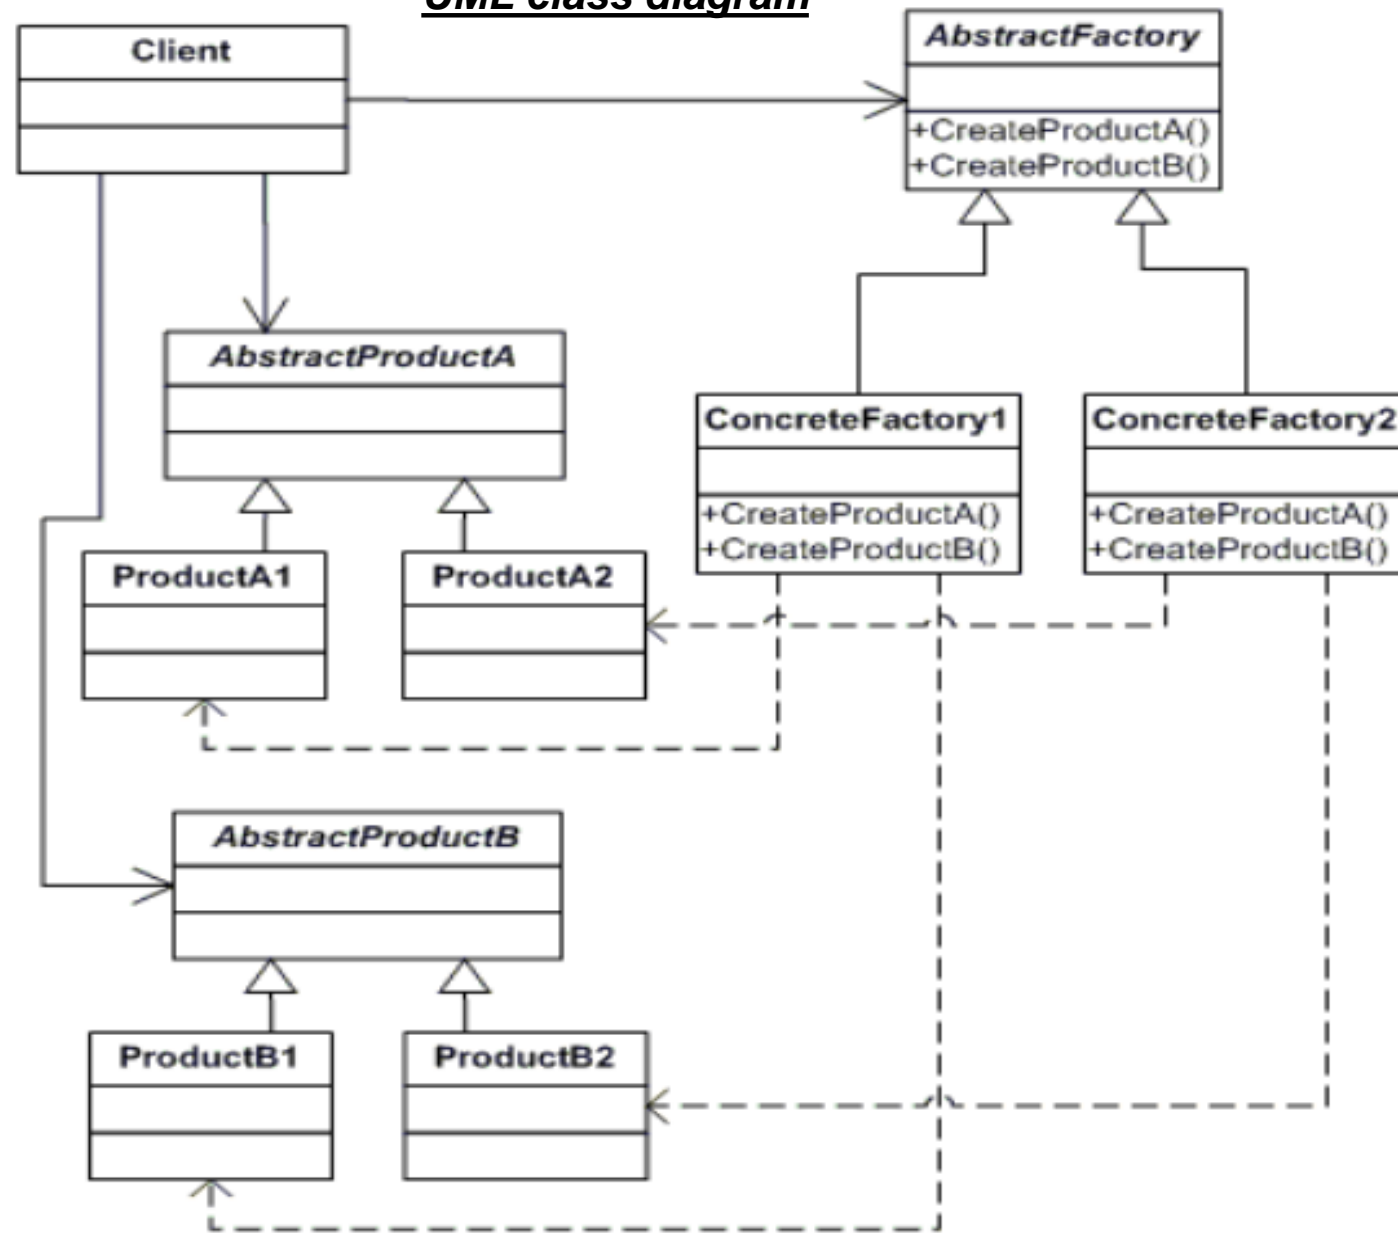 UML class diagram
Client
AbstractFactory
+CreateProductA()
+CreateProductB()
AbstractProductA
ConcreteFactory1
+CreateProductA()
+CreateProductB()
ConcreteFactory2
+CreateProductA()
+CreateProductB()
ProductA1
ProductA2
AbstractProductB
ProductB1
ProductB2